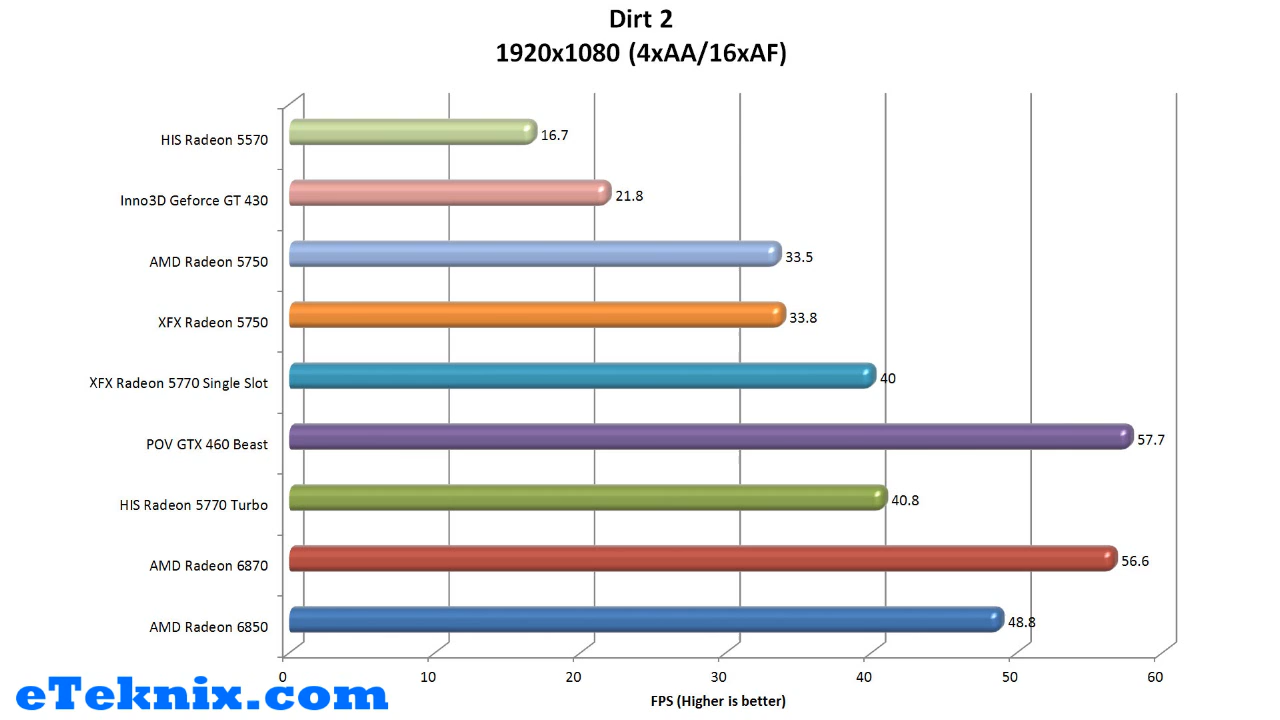 Dirt 2
1920x1080 (4xAA/16xAF)
HIS Radeon 5570
16.7
Inno3D Geforce GT 430
21.8
AMD Radeon 5750
33.5
XFX Radeon 5750
33.8
XFX Radeon 5770 Single Slot
40
POV GTX 460 Beast
57.7
HIS Radeon 5770 Turbo
40.8
AMD Radeon 6870
56.6
AMD Radeon 6850
48.8
0 10 20 30 40 50 60
FPS (Higher is better)
eTeknix.com